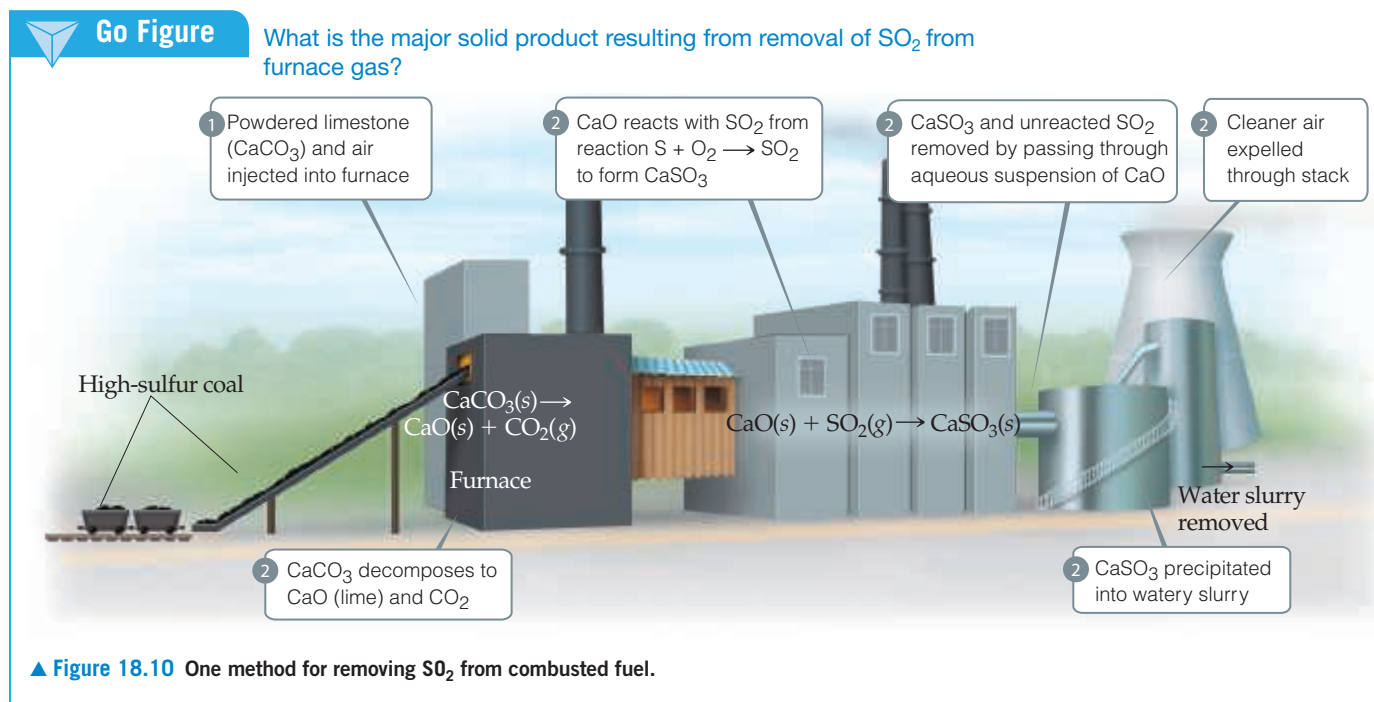 Go Figure
What is the major solid product resulting from removal of SO₂ from
furnace gas?
1 Powdered limestone
(CaCO₃) and air
injected into furnace
2 CaO reacts with SO₂ from
reaction S + O₂ ⟶ SO₂
to form CaSO₃
2 CaSO₃ and unreacted SO₂
removed by passing through
aqueous suspension of CaO
2 Cleaner air
expelled
through stack
High-sulfur coal
CaCO₃(s) ⟶
CaO(s) + CO₂(g)
Furnace
CaO(s) + SO₂(g) ⟶ CaSO₃(s)
Water slurry
removed
2 CaCO₃ decomposes to
CaO (lime) and CO₂
2 CaSO₃ precipitated
into watery slurry
▲ Figure 18.10 One method for removing SO₂ from combusted fuel.